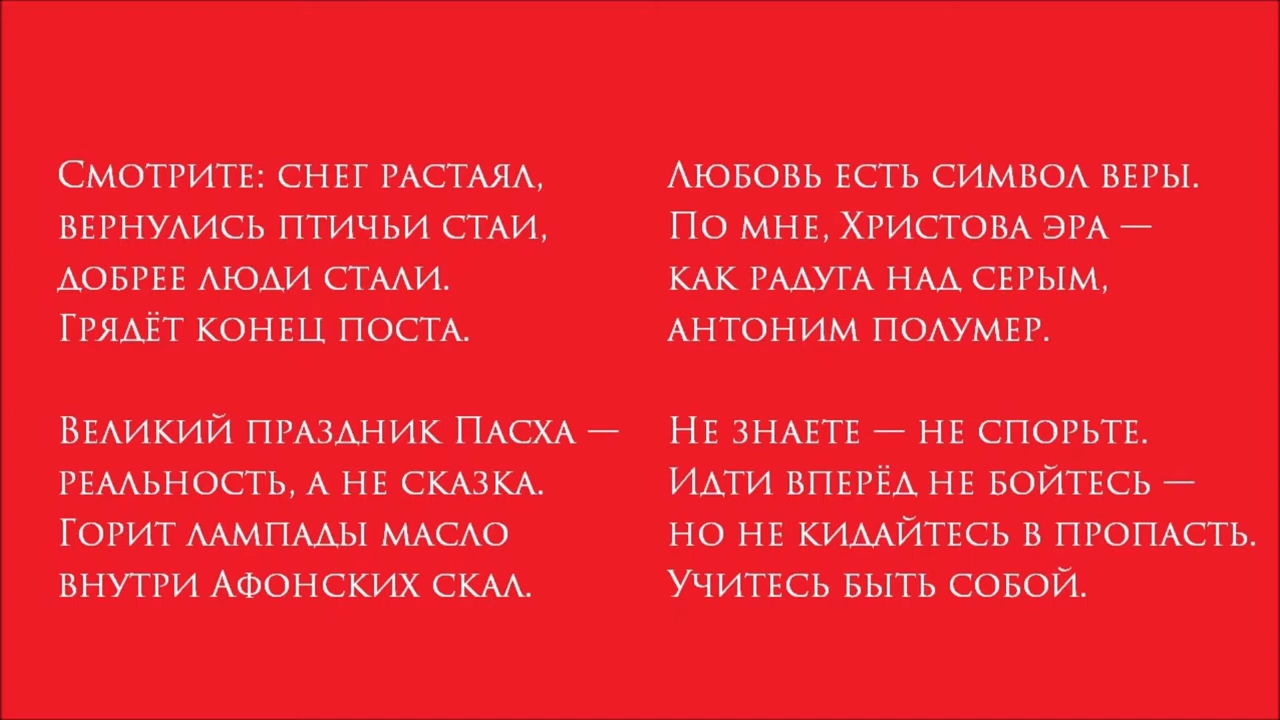 Смотрите: снег растаял,
вернулись птичьи стаи,
добрее люди стали.
Грядёт конец поста.
Великий праздник Пасха —
реальность, а не сказка.
Горит лампады масло
внутри Афонских скал.
Любовь есть символ веры.
По мне, Христова эра —
как радуга над серым,
антоним полумер.
Не знаете — не спорьте.
Идти вперёд не бойтесь —
но не кидайтесь в пропасть.
Учитесь быть собой.